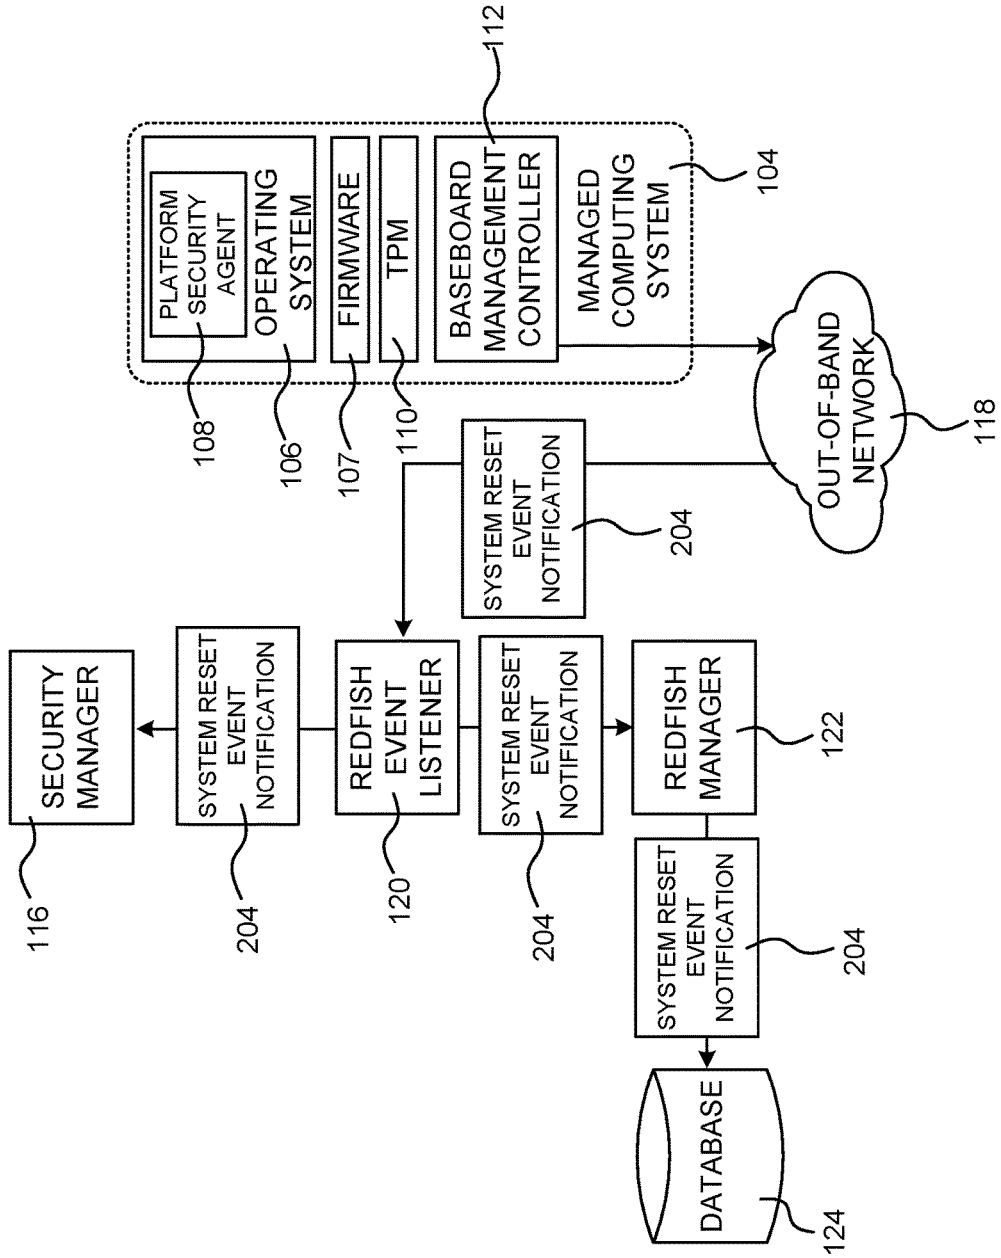 SECURITY
MANAGER
116
SYSTEM RESET
EVENT
NOTIFICATION
204
REDFISH
EVENT
LISTENER
120
SYSTEM RESET
EVENT
NOTIFICATION
204
REDFISH
MANAGER
122
SYSTEM RESET
EVENT
NOTIFICATION
204
DATABASE
124
SYSTEM RESET
EVENT
NOTIFICATION
204
PLATFORM
SECURITY
AGENT
108
OPERATING
SYSTEM
106
FIRMWARE
107
TPM
110
BASEBOARD
MANAGEMENT
CONTROLLER
112
MANAGED
COMPUTING
SYSTEM
104
OUT-OF-BAND
NETWORK
118